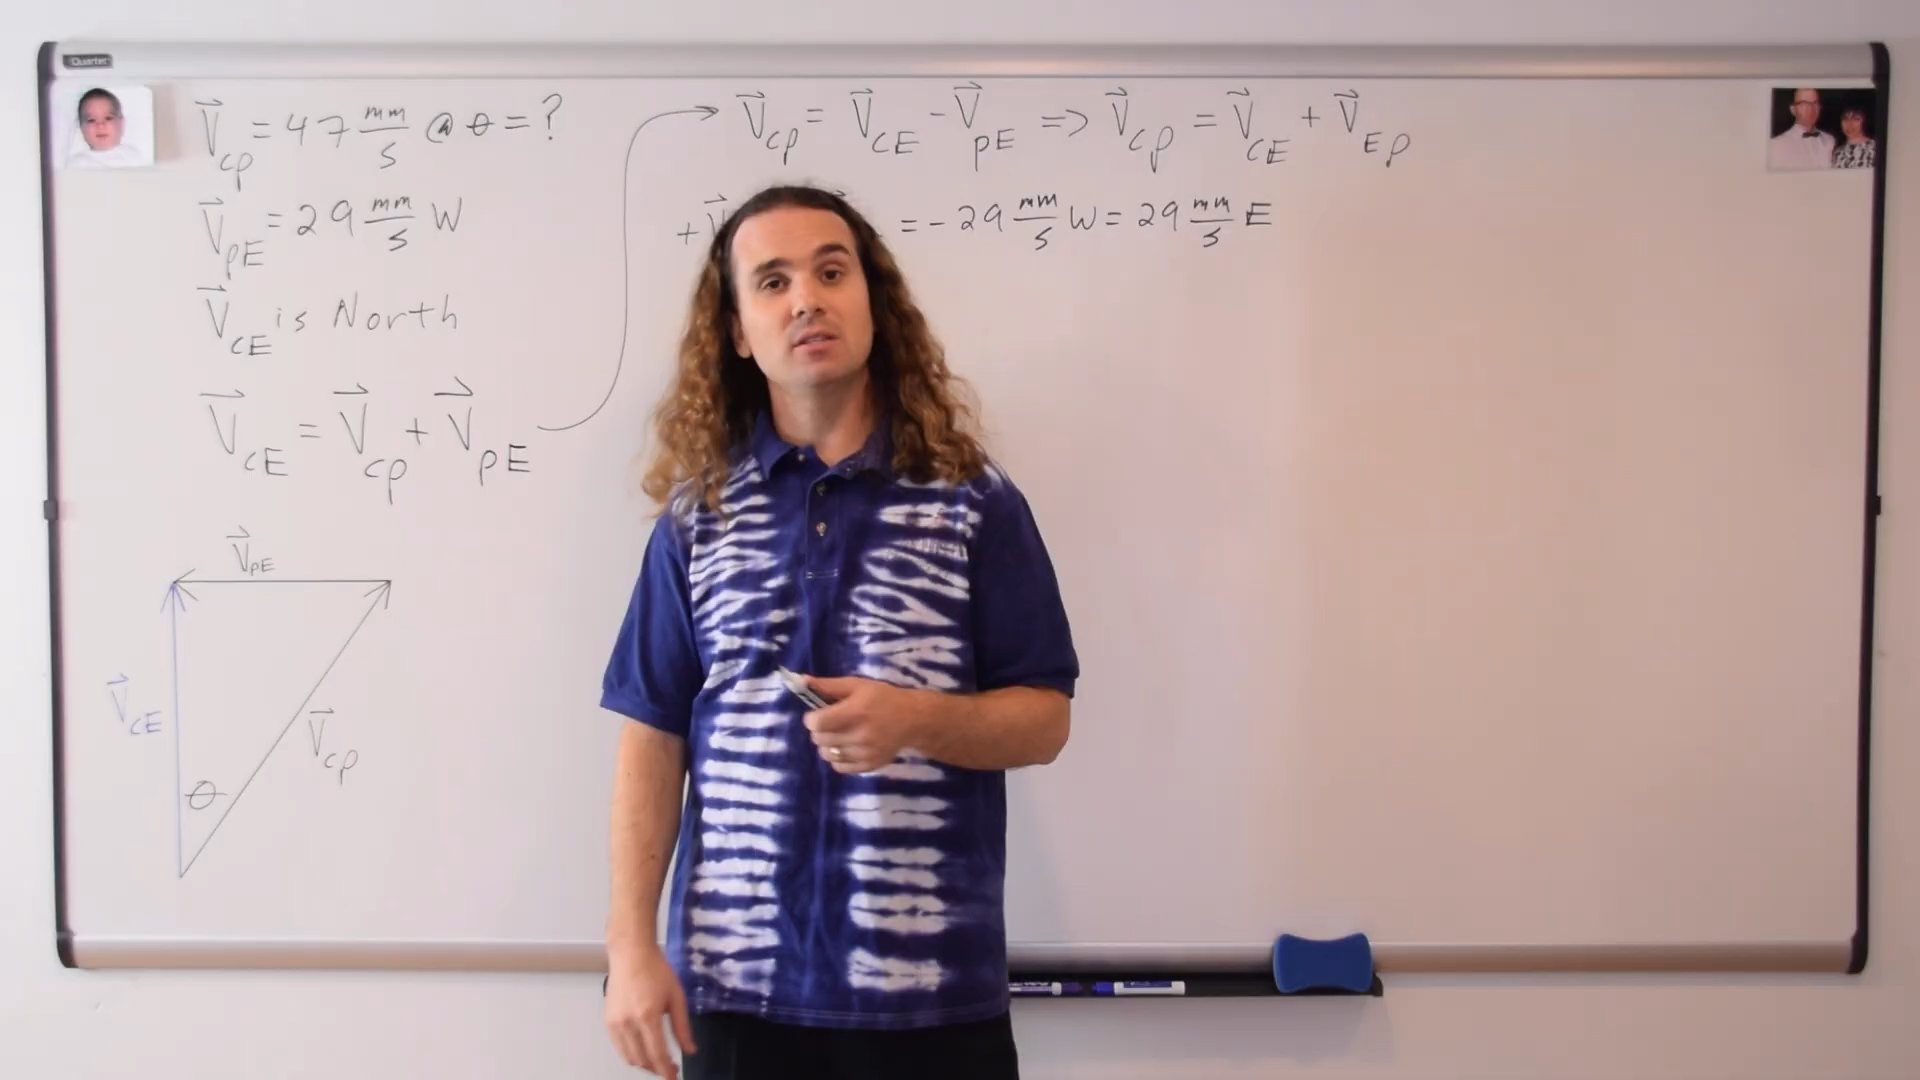 Quartet
V⃗cp = 47 mm/s @ θ = ?
V⃗pE = 29 mm/s W
V⃗cE is North
V⃗cE = V⃗cp + V⃗pE
V⃗cp = V⃗cE - V⃗pE => V⃗cp = V⃗cE + V⃗Ep
+V⃗ = -29 mm/s W = 29 mm/s E
V⃗pE
V⃗cE
V⃗cp
θ